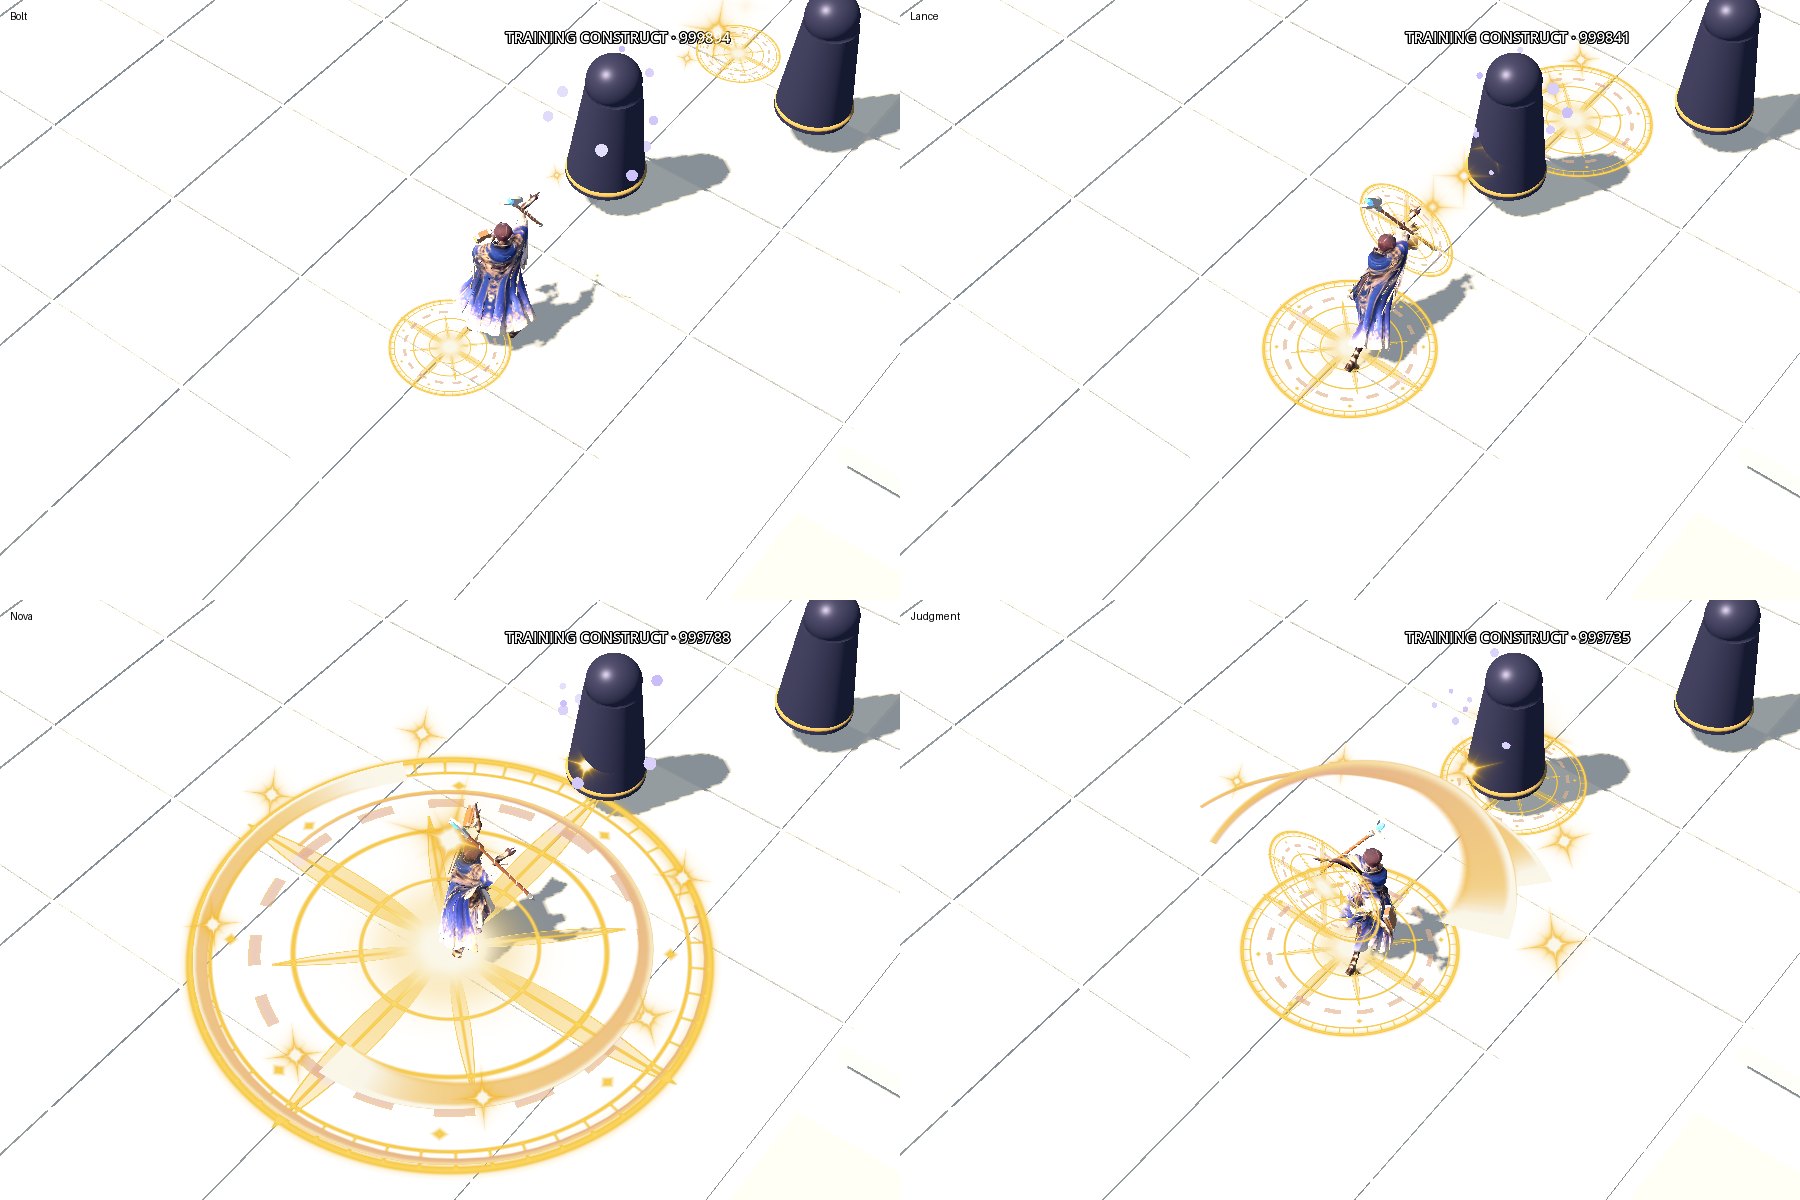 Bolt
TRAINING CONSTRUCT •
Lance
TRAINING CONSTRUCT • 999841
Nova
TRAINING CONSTRUCT • 999788
Judgment
TRAINING CONSTRUCT • 999735